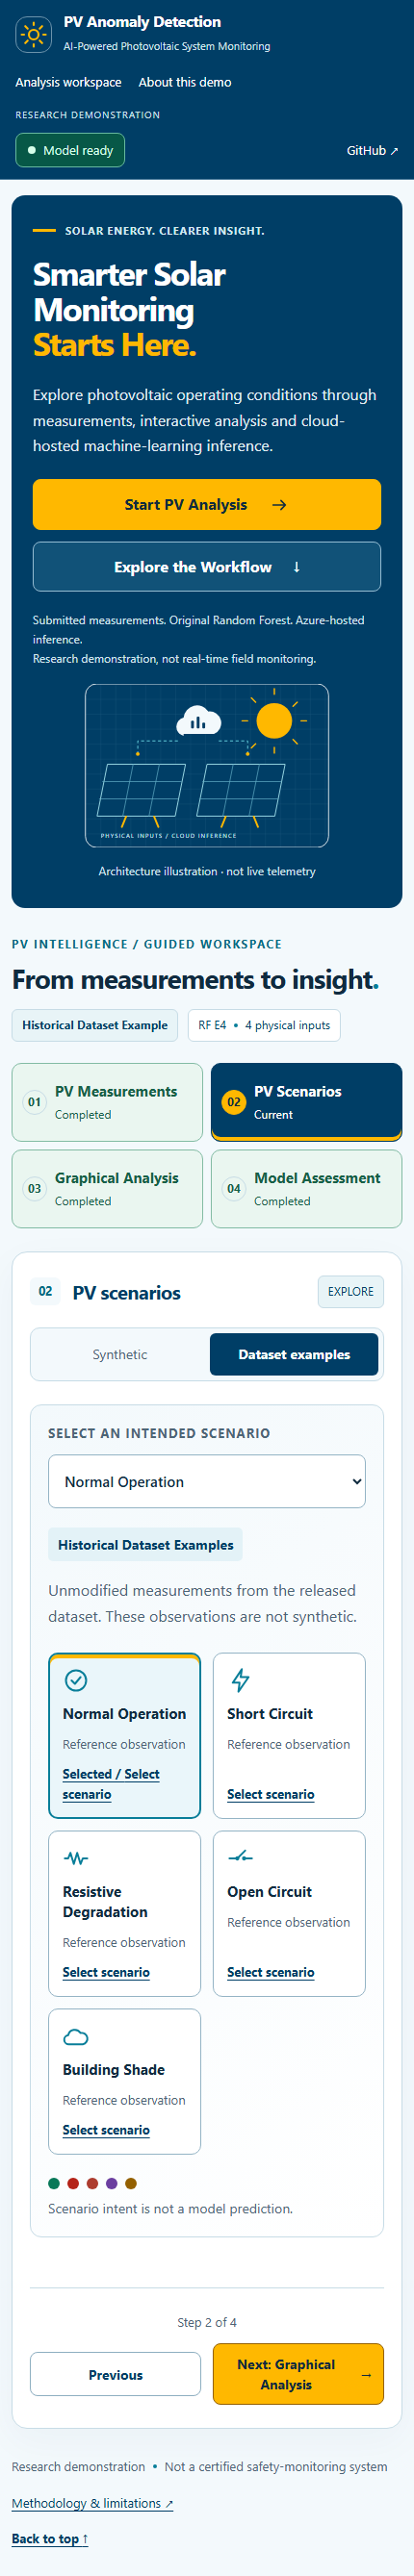 PV Anomaly Detection
AI-Powered Photovoltaic System Monitoring
Analysis workspace About this demo
RESEARCH DEMONSTRATION
Model ready
GitHub ↗
SOLAR ENERGY. CLEARER INSIGHT.
Smarter Solar
Monitoring
Starts Here.
Explore photovoltaic operating conditions through
measurements, interactive analysis and cloud-
hosted machine-learning inference.
Start PV Analysis →
Explore the Workflow ↓
Submitted measurements. Original Random Forest. Azure-hosted
inference.
Research demonstration, not real-time field monitoring.
PHYSICAL INPUTS / CLOUD INFERENCE
Architecture illustration · not live telemetry
PV INTELLIGENCE / GUIDED WORKSPACE
From measurements to insight.
Historical Dataset Example
RF E4 • 4 physical inputs
01 PV Measurements
Completed
02 PV Scenarios
Current
03 Graphical Analysis
Completed
04 Model Assessment
Completed
02 PV scenarios
EXPLORE
Synthetic
Dataset examples
SELECT AN INTENDED SCENARIO
Normal Operation
Historical Dataset Examples
Unmodified measurements from the released
dataset. These observations are not synthetic.
Normal Operation
Reference observation
Selected / Select
scenario
Short Circuit
Reference observation
Select scenario
Resistive
Degradation
Reference observation
Select scenario
Open Circuit
Reference observation
Select scenario
Building Shade
Reference observation
Select scenario
Scenario intent is not a model prediction.
Step 2 of 4
Previous
Next: Graphical
Analysis →
Research demonstration • Not a certified safety-monitoring system
Methodology & limitations ↗
Back to top ↑